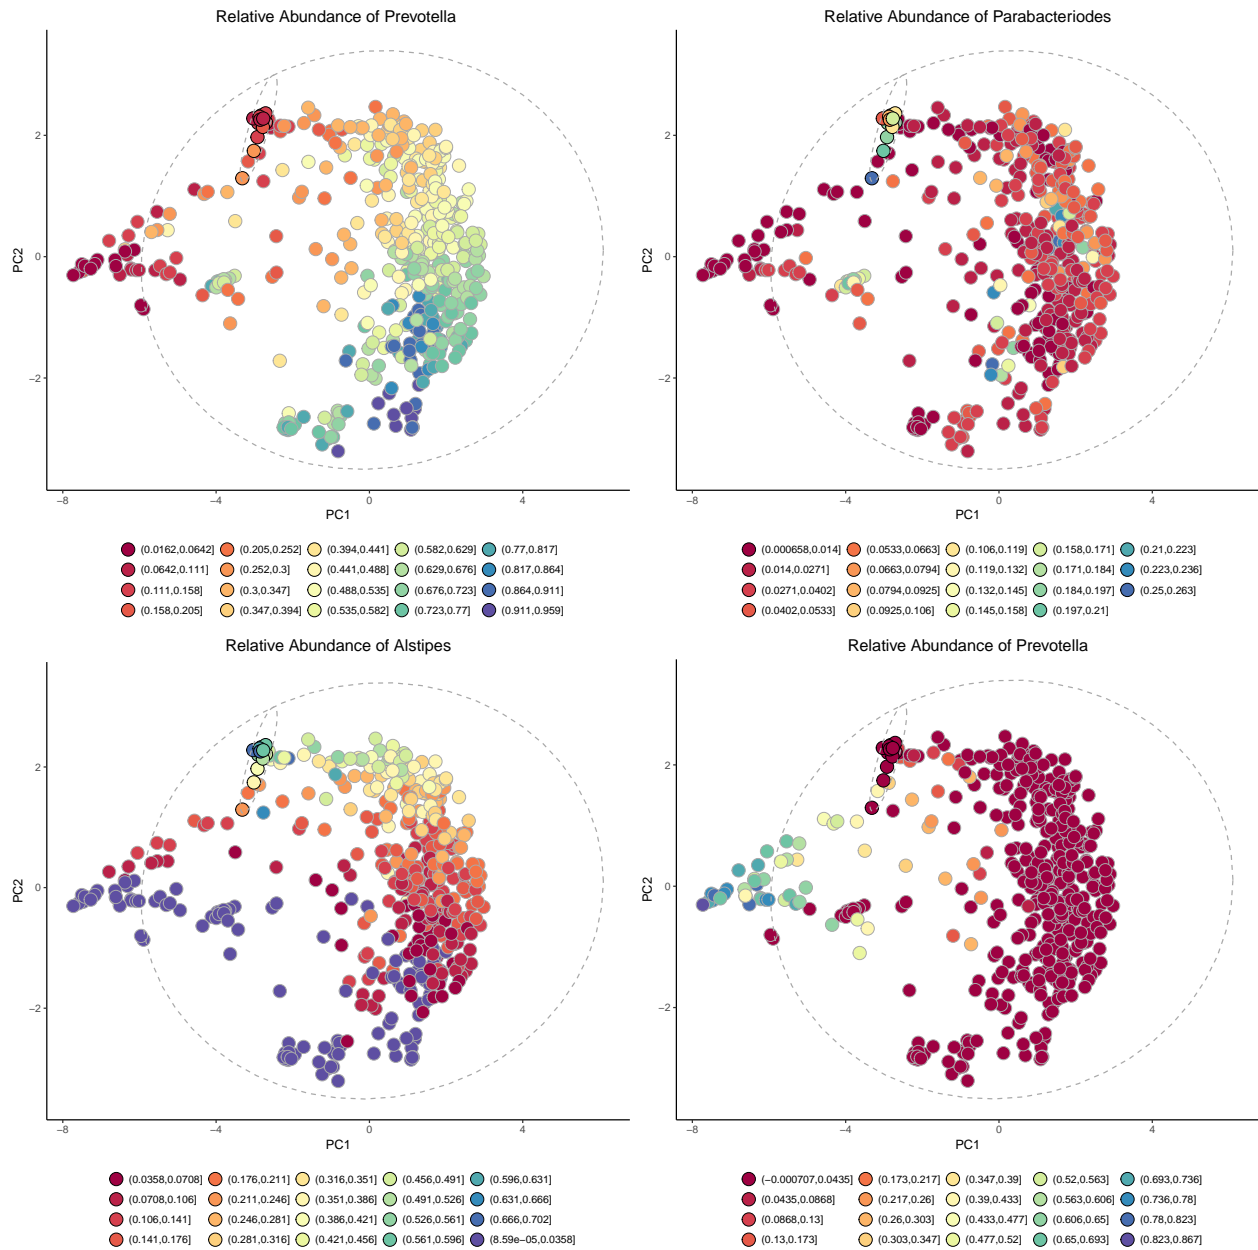 Relative Abundance of Prevotella
PC2
2
0
−2
−8
−4
0
4
PC1
(0.0162,0.0642] (0.205,0.252] (0.394,0.441] (0.582,0.629] (0.77,0.817]
(0.0642,0.111] (0.252,0.3] (0.441,0.488] (0.629,0.676] (0.817,0.864]
(0.111,0.158] (0.3,0.347] (0.488,0.535] (0.676,0.723] (0.864,0.911]
(0.158,0.205] (0.347,0.394] (0.535,0.582] (0.723,0.77] (0.911,0.959]
Relative Abundance of Parabacteriodes
PC2
2
0
−2
−8
−4
0
4
PC1
(0.000658,0.014] (0.0533,0.0663] (0.106,0.119] (0.158,0.171] (0.21,0.223]
(0.014,0.0271] (0.0663,0.0794] (0.119,0.132] (0.171,0.184] (0.223,0.236]
(0.0271,0.0402] (0.0794,0.0925] (0.132,0.145] (0.184,0.197] (0.25,0.263]
(0.0402,0.0533] (0.0925,0.106] (0.145,0.158] (0.197,0.21]
Relative Abundance of Alstipes
PC2
2
0
−2
−8
−4
0
4
PC1
(0.0358,0.0708] (0.176,0.211] (0.316,0.351] (0.456,0.491] (0.596,0.631]
(0.0708,0.106] (0.211,0.246] (0.351,0.386] (0.491,0.526] (0.631,0.666]
(0.106,0.141] (0.246,0.281] (0.386,0.421] (0.526,0.561] (0.666,0.702]
(0.141,0.176] (0.281,0.316] (0.421,0.456] (0.561,0.596] (8.59e−05,0.0358]
Relative Abundance of Prevotella
PC2
2
0
−2
−8
−4
0
4
PC1
(−0.000707,0.0435] (0.173,0.217] (0.347,0.39] (0.52,0.563] (0.693,0.736]
(0.0435,0.0868] (0.217,0.26] (0.39,0.433] (0.563,0.606] (0.736,0.78]
(0.0868,0.13] (0.26,0.303] (0.433,0.477] (0.606,0.65] (0.78,0.823]
(0.13,0.173] (0.303,0.347] (0.477,0.52] (0.65,0.693] (0.823,0.867]